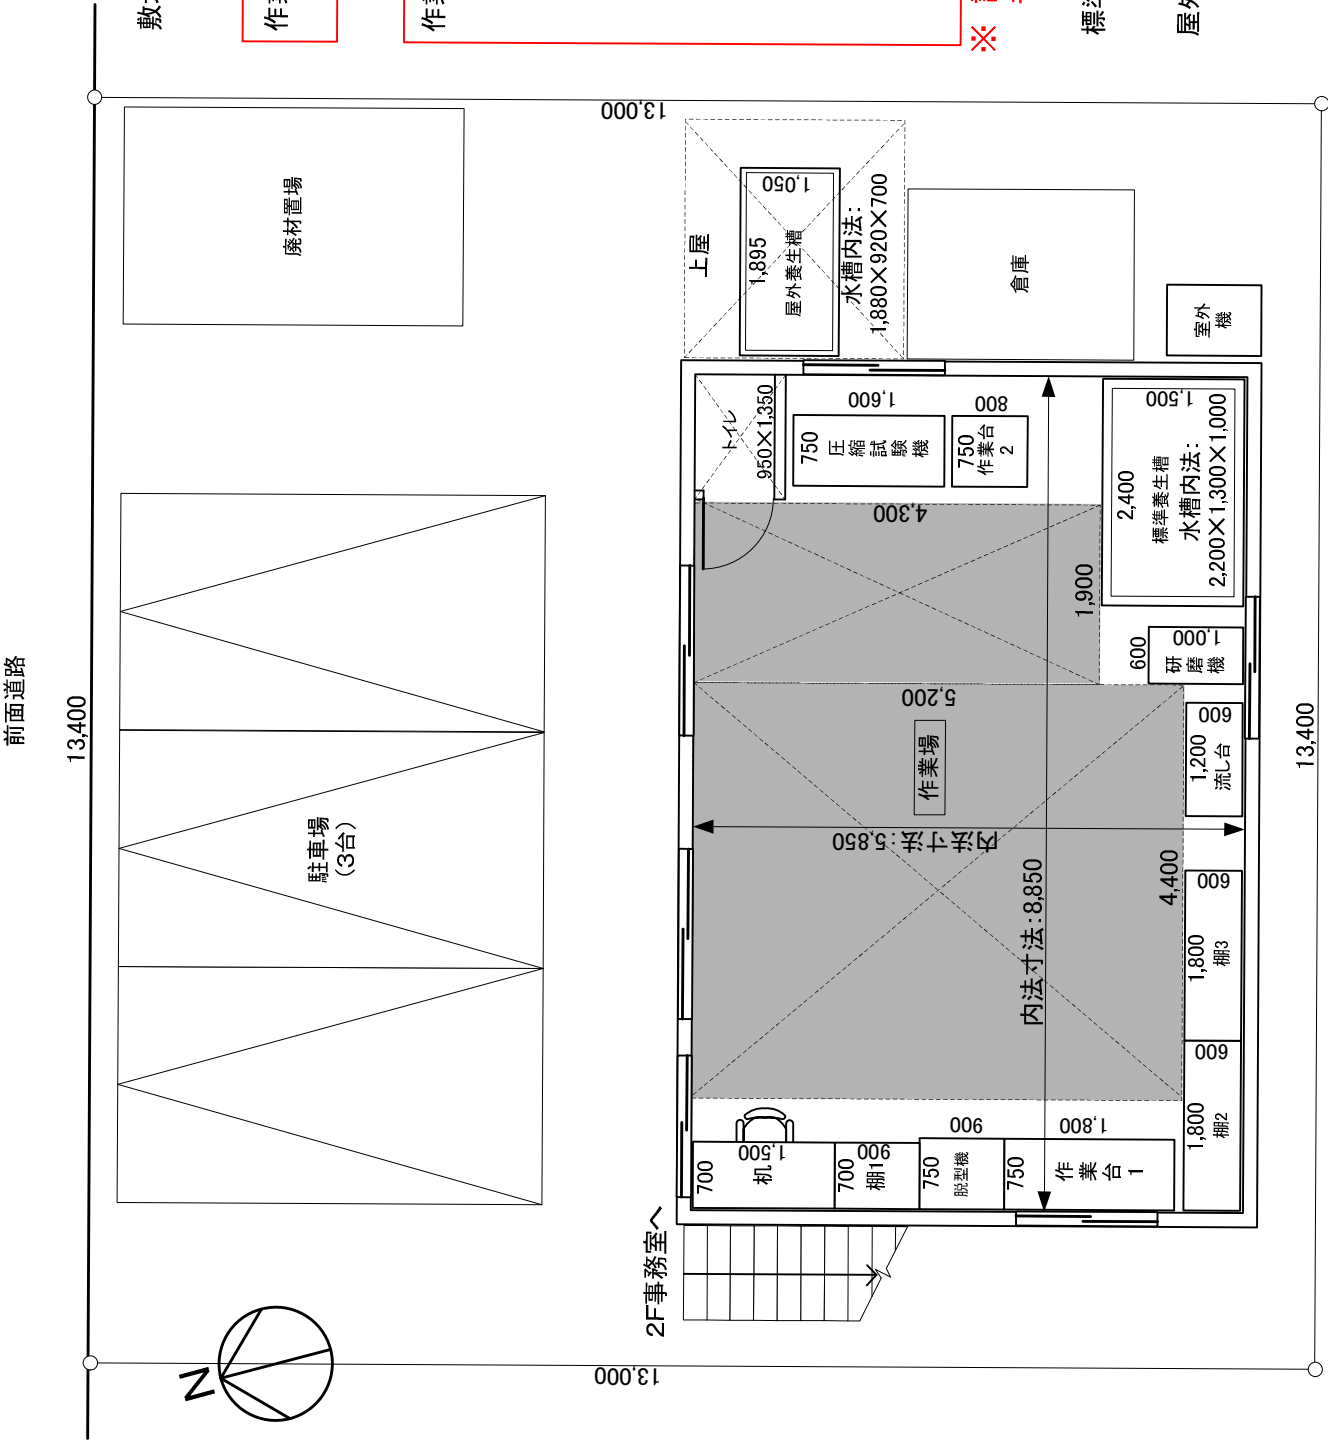 前面道路
13,400
13,000
廃材置場
駐車場
(3台)
N
13,000
2F事務室へ
上屋
1,895
1,050
屋外養生槽
水槽内法:
1,880×920×700
倉庫
室外
機
トイレ
950×1,350
750
圧縮試験機
1,600
750
作業台
2
800
2,400
1,500
標準養生槽
水槽内法:
2,200×1,300×1,000
4,300
1,900
600
研磨機
1,000
5,200
作業場
内法寸法:5,850
内法寸法:8,850
4,400
1,200
流し台
600
1,800
棚3
600
1,800
棚2
600
700
机
1,500
700
棚1
900
750
脱型機
900
750
作業台
1
1,800
13,400
敷
作
作
※
標
屋